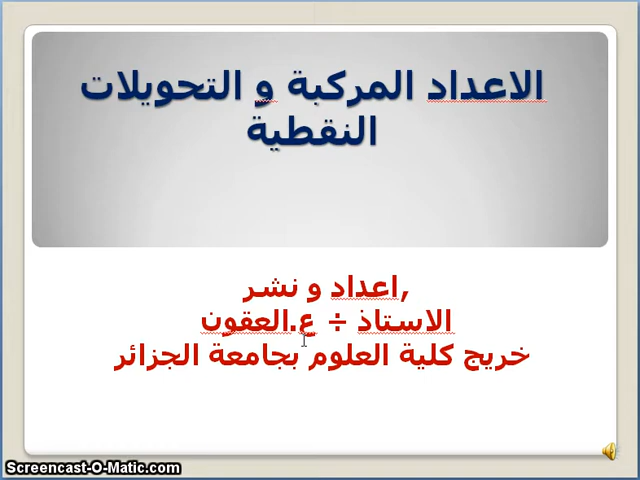 الاعداد المركبة و التحويلات
النقطية
,اعداد و نشر
الاستاذ ÷ ع.العقون
خريج كلية العلوم بجامعة الجزائر
Screencast-O-Matic.com